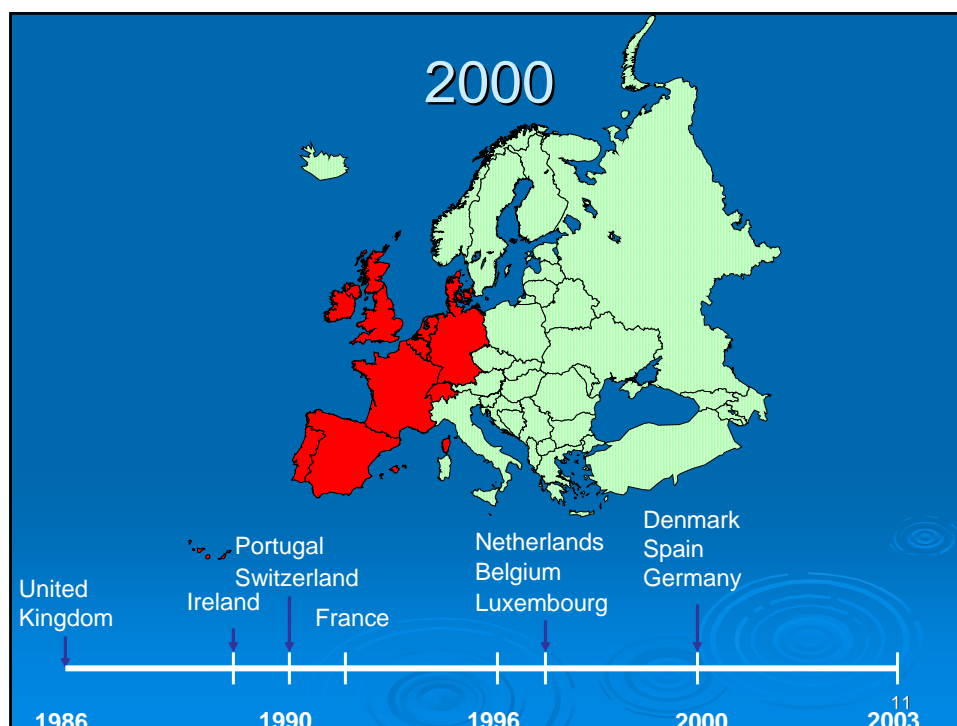 2000
Portugal
Switzerland
Netherlands
Belgium
Luxembourg
Denmark
Spain
Germany
United
Kingdom
Ireland
France
11
1986
1990
1996
2000
2003